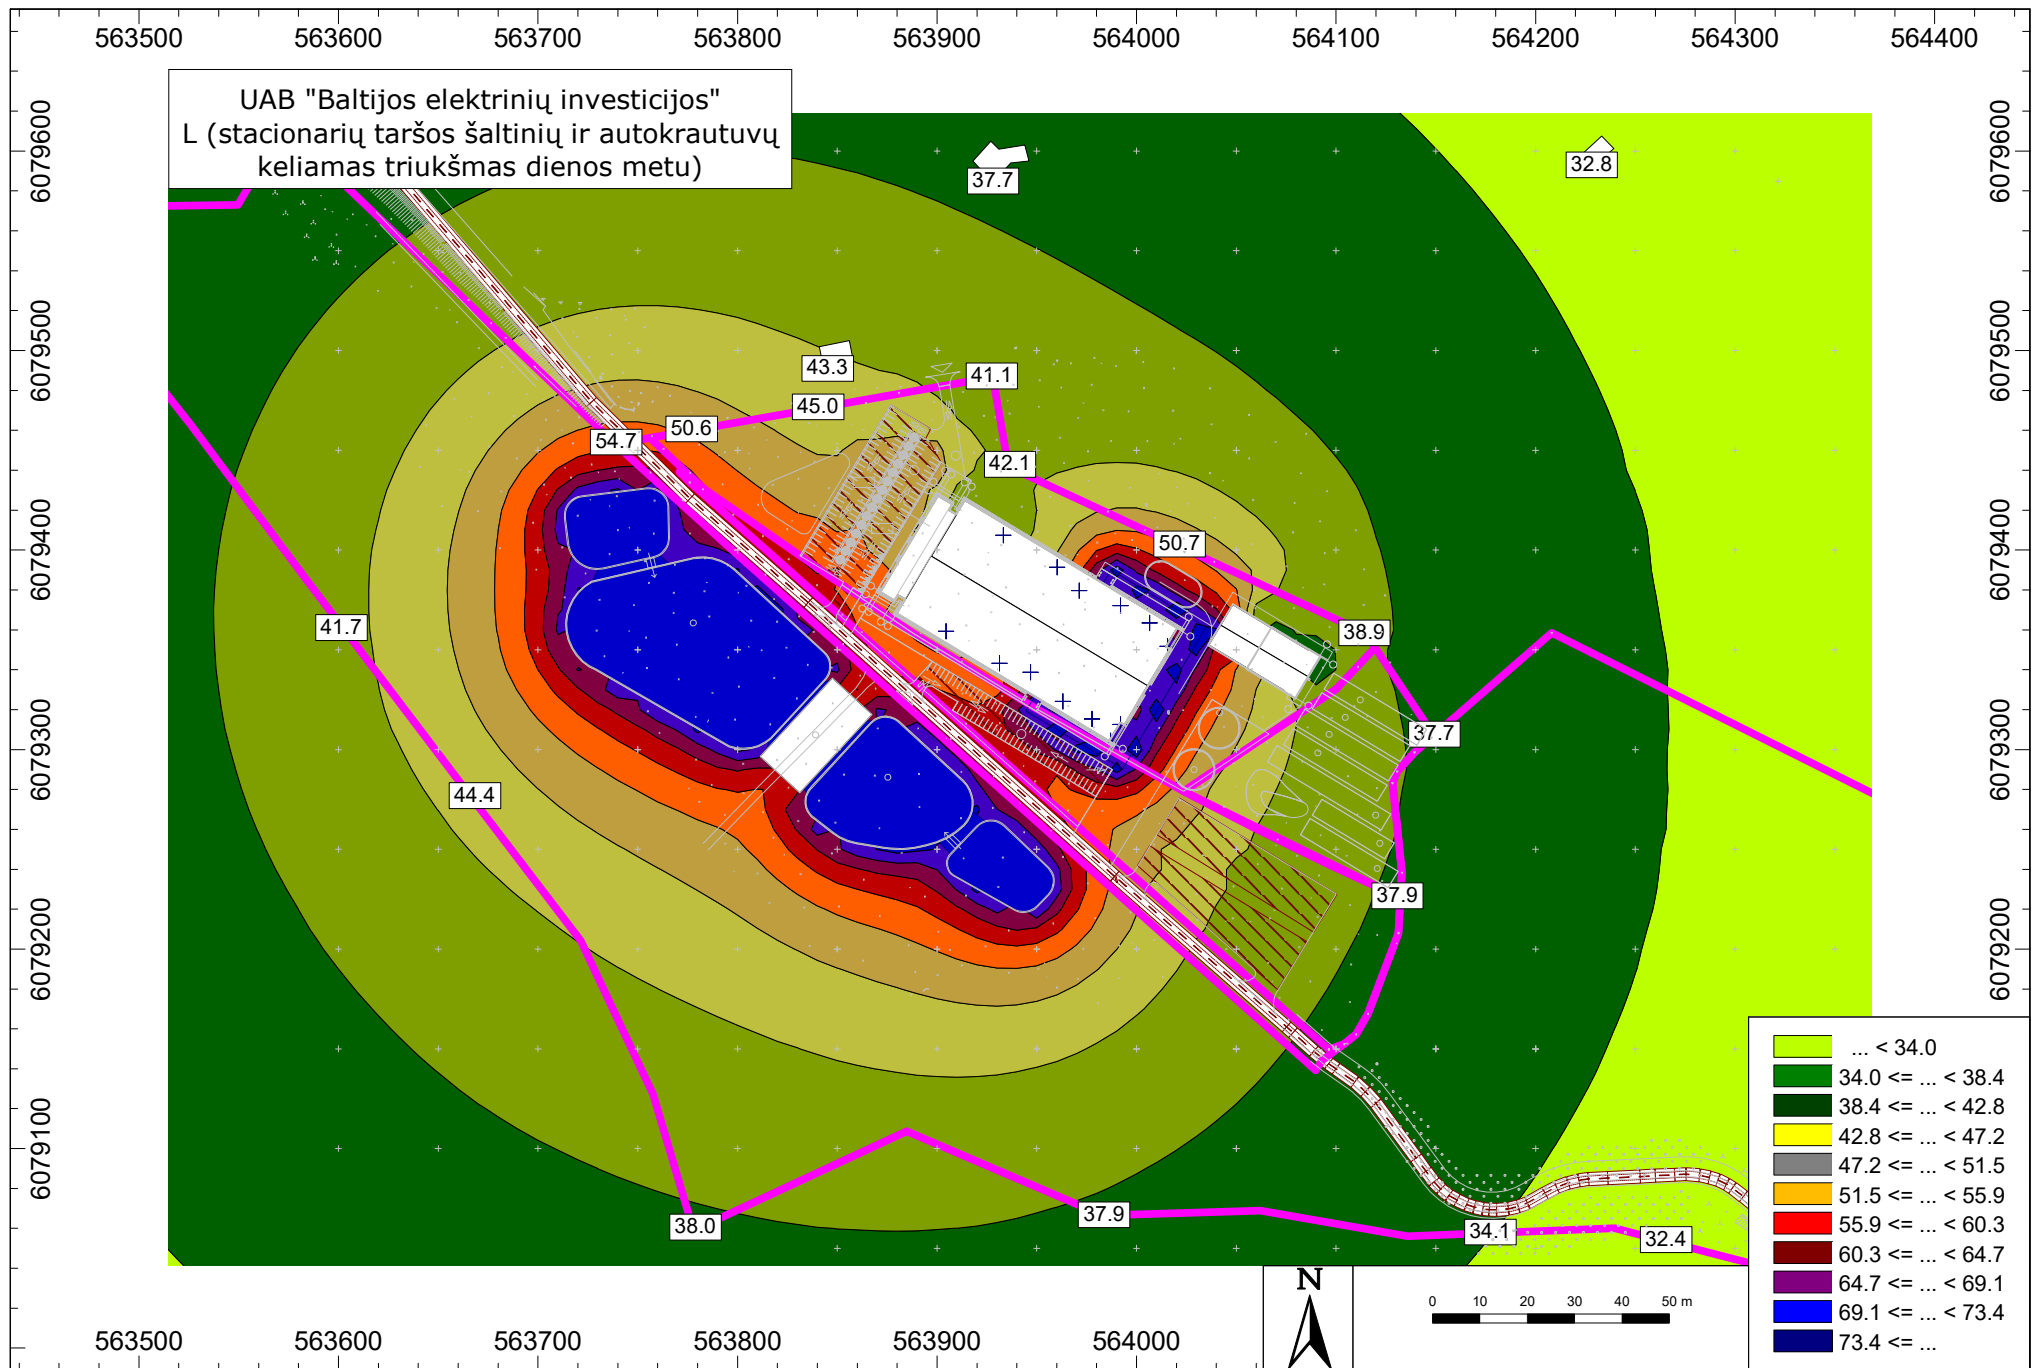 563500 563600 563700 563800 563900 564000 564100 564200 564300 564400
UAB "Baltijos elektrinių investicijos"
L (stacionarių taršos šaltinių ir autokrautuvų
keliamas triukšmas dienos metu)
6079600
6079500
6079400
6079300
6079200
6079100
6079600
6079500
6079400
6079300
6079200
37.7
32.8
43.3
41.1
45.0
50.6
54.7
42.1
50.7
41.7
38.9
37.7
44.4
37.9
38.0
37.9
34.1
32.4
... < 34.0
34.0 <= ... < 38.4
38.4 <= ... < 42.8
42.8 <= ... < 47.2
47.2 <= ... < 51.5
51.5 <= ... < 55.9
55.9 <= ... < 60.3
60.3 <= ... < 64.7
64.7 <= ... < 69.1
69.1 <= ... < 73.4
73.4 <= ...
N
0 10 20 30 40 50 m
563500 563600 563700 563800 563900 564000